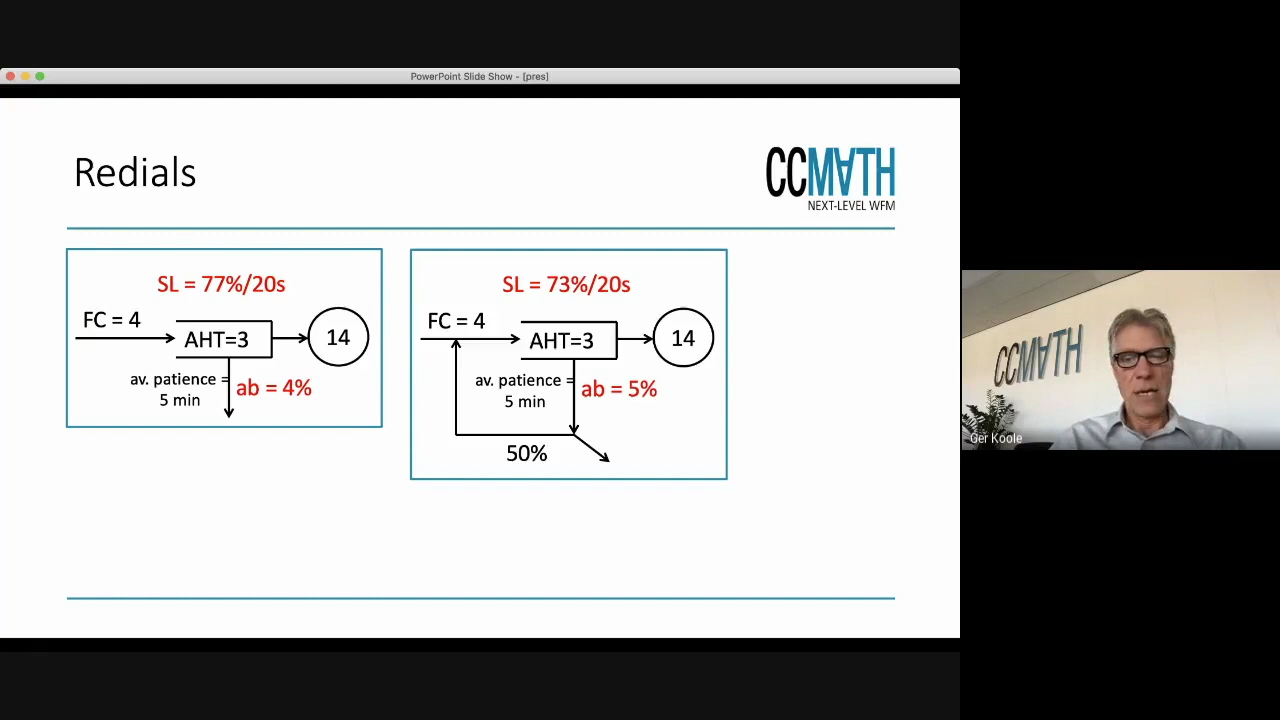 PowerPoint Slide Show - [pres]
Redials
CCMATH
NEXT-LEVEL WFM
SL = 77%/20s
FC = 4
AHT=3
14
av. patience =
5 min
ab = 4%
SL = 73%/20s
FC = 4
AHT=3
14
av. patience =
5 min
ab = 5%
50%
CCMATH
Ger Koole